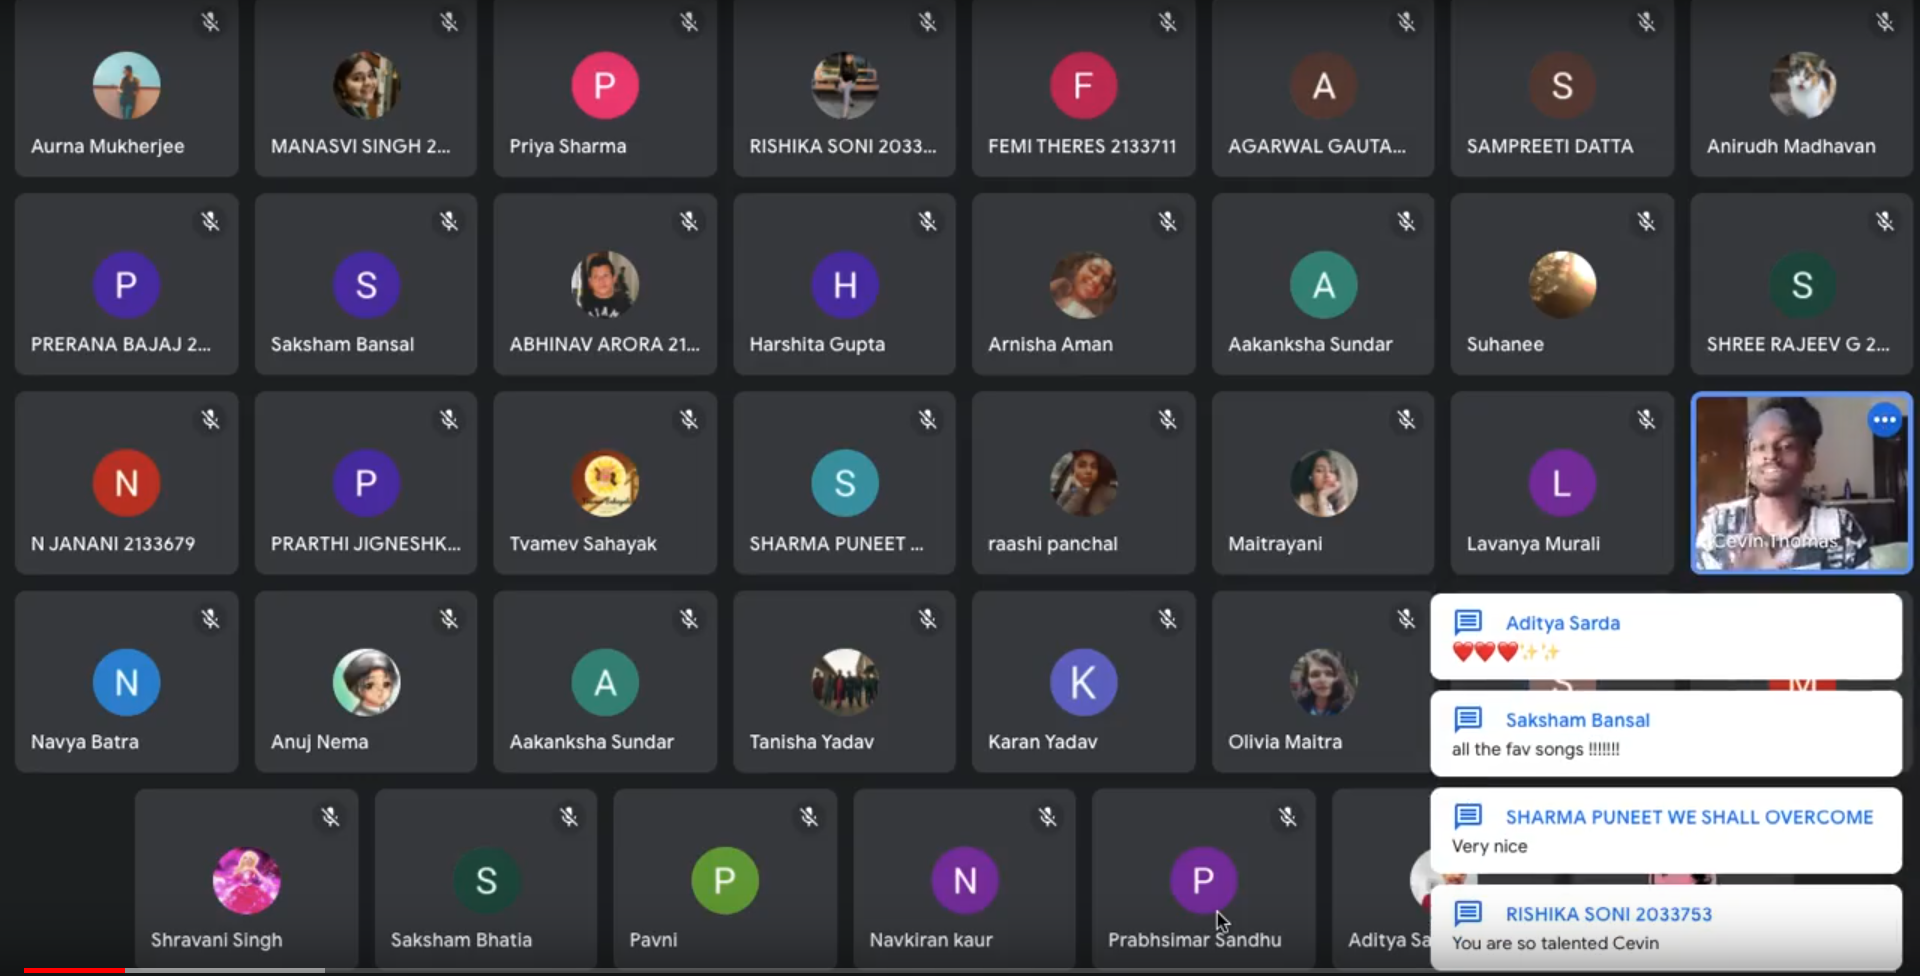 P
F
A
S
Aurna Mukherjee
MANASVI SINGH 2...
Priya Sharma
RISHIKA SONI 2033...
FEMI THERES 2133711
AGARWAL GAUTA...
SAMPREETI DATTA
Anirudh Madhavan
P
S
H
A
S
PRERANA BAJAJ 2...
Saksham Bansal
ABHINAV ARORA 21...
Harshita Gupta
Arnisha Aman
Aakanksha Sundar
Suhanee
SHREE RAJEEV G 2...
N
P
S
L
N JANANI 2133679
PRARTHI JIGNESHK...
Tvamev Sahayak
SHARMA PUNEET ...
raashi panchal
Maitrayani
Lavanya Murali
Cevin Thomas
N
A
K
S
M
Navya Batra
Anuj Nema
Aakanksha Sundar
Tanisha Yadav
Karan Yadav
Olivia Maitra
S
P
N
P
Shravani Singh
Saksham Bhatia
Pavni
Navkiran kaur
Prabhsimar Sandhu
Aditya Sa
Aditya Sarda
❤️❤️❤️✨✨
Saksham Bansal
all the fav songs !!!!!!!
SHARMA PUNEET WE SHALL OVERCOME
Very nice
RISHIKA SONI 2033753
You are so talented Cevin